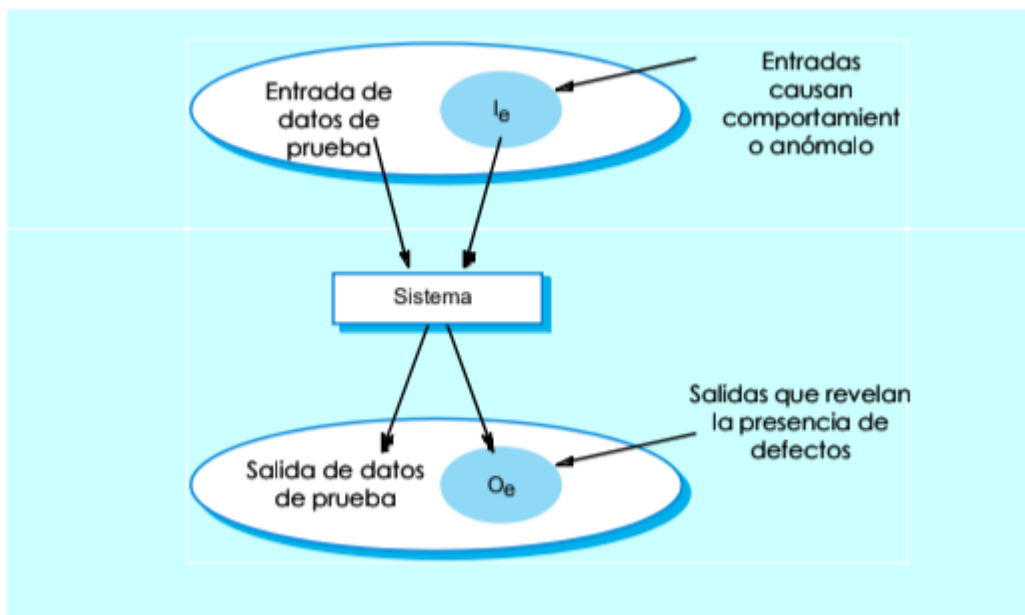 Entrada de
datos de
prueba
Ie
Entradas
causan
comportamient
o anómalo
Sistema
Salida de datos
de prueba
Oe
Salidas que revelan
la presencia de
defectos